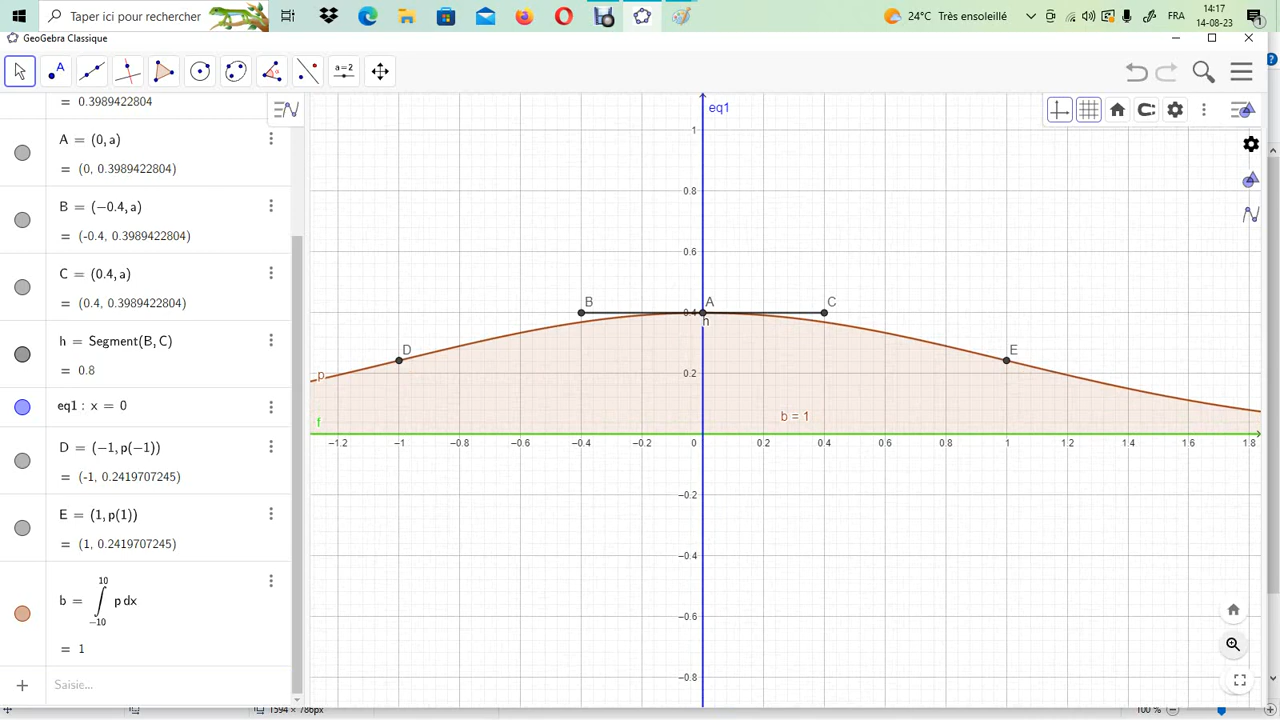 Taper ici pour rechercher
24°C Très ensoleillé
FRA
14:17
14-08-23
1
GeoGebra Classique
a=2
= 0.3989422804
A = (0, a)
= (0, 0.3989422804)
B = (−0.4, a)
= (-0.4, 0.3989422804)
C = (0.4, a)
= (0.4, 0.3989422804)
h = Segment(B, C)
= 0.8
eq1 : x = 0
D = (−1, p(−1))
= (-1, 0.2419707245)
E = (1, p(1))
= (1, 0.2419707245)
10
b = ∫ p dx
−10
= 1
Saisie...
eq1
1
0.8
0.6
B
A
C
0.4
h
D
E
p
0.2
b = 1
f
−1.2 −1 −0.8 −0.6 −0.4 −0.2 0 0.2 0.4 0.6 0.8 1 1.2 1.4 1.6 1.8
−0.2
−0.4
−0.6
−0.8
1594 × 786px
100 %